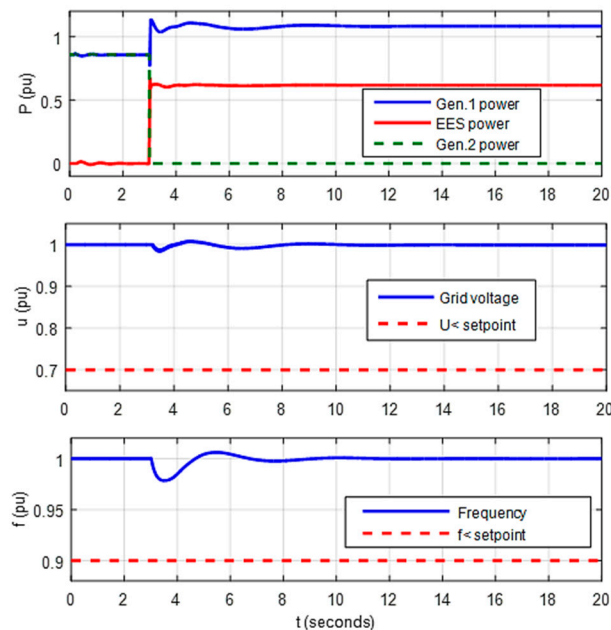 P (pu)
1
0.5
0
Gen.1 power
EES power
Gen.2 power
0 2 4 6 8 10 12 14 16 18 20
u (pu)
1
0.9
0.8
0.7
Grid voltage
U< setpoint
0 2 4 6 8 10 12 14 16 18 20
f (pu)
1
0.95
0.9
Frequency
f< setpoint
0 2 4 6 8 10 12 14 16 18 20
t (seconds)